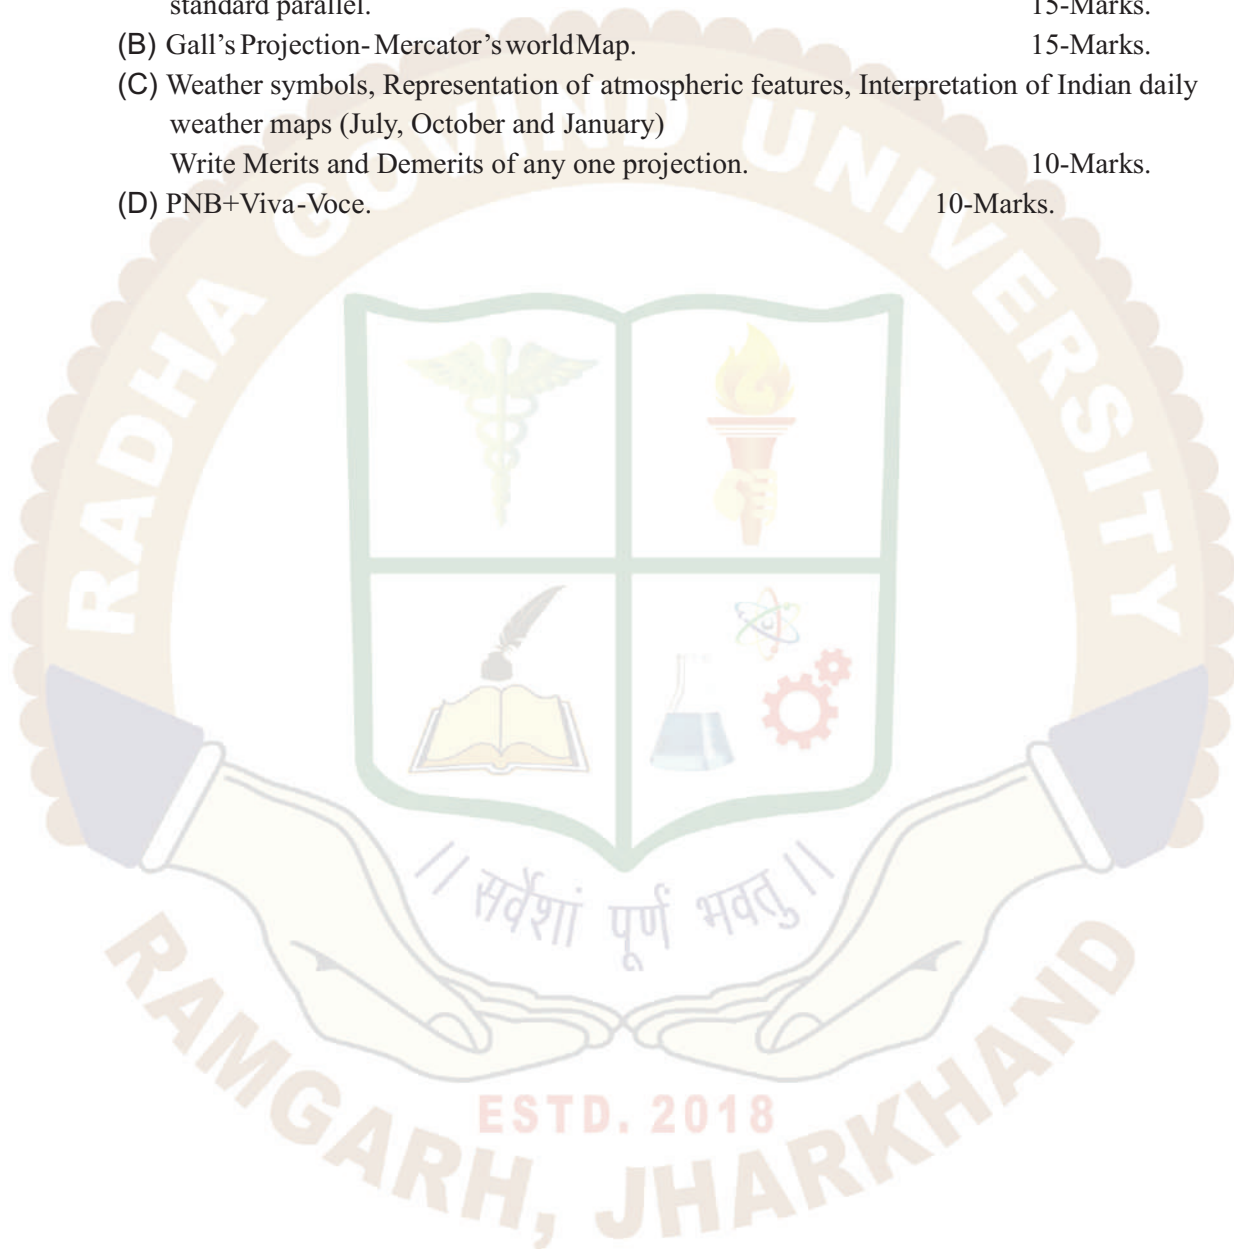 standard parallel. 15-Marks.
(B) Gall's Projection- Mercator's world Map. 15-Marks.
(C) Weather symbols, Representation of atmospheric features, Interpretation of Indian daily
weather maps (July, October and January)
Write Merits and Demerits of any one projection. 10-Marks.
(D) PNB+Viva-Voce. 10-Marks.
RADHA GOVIND UNIVERSITY
|| सर्वेशां पूर्ण भवतु ||
ESTD. 2018
RAMGARH, JHARKHAND